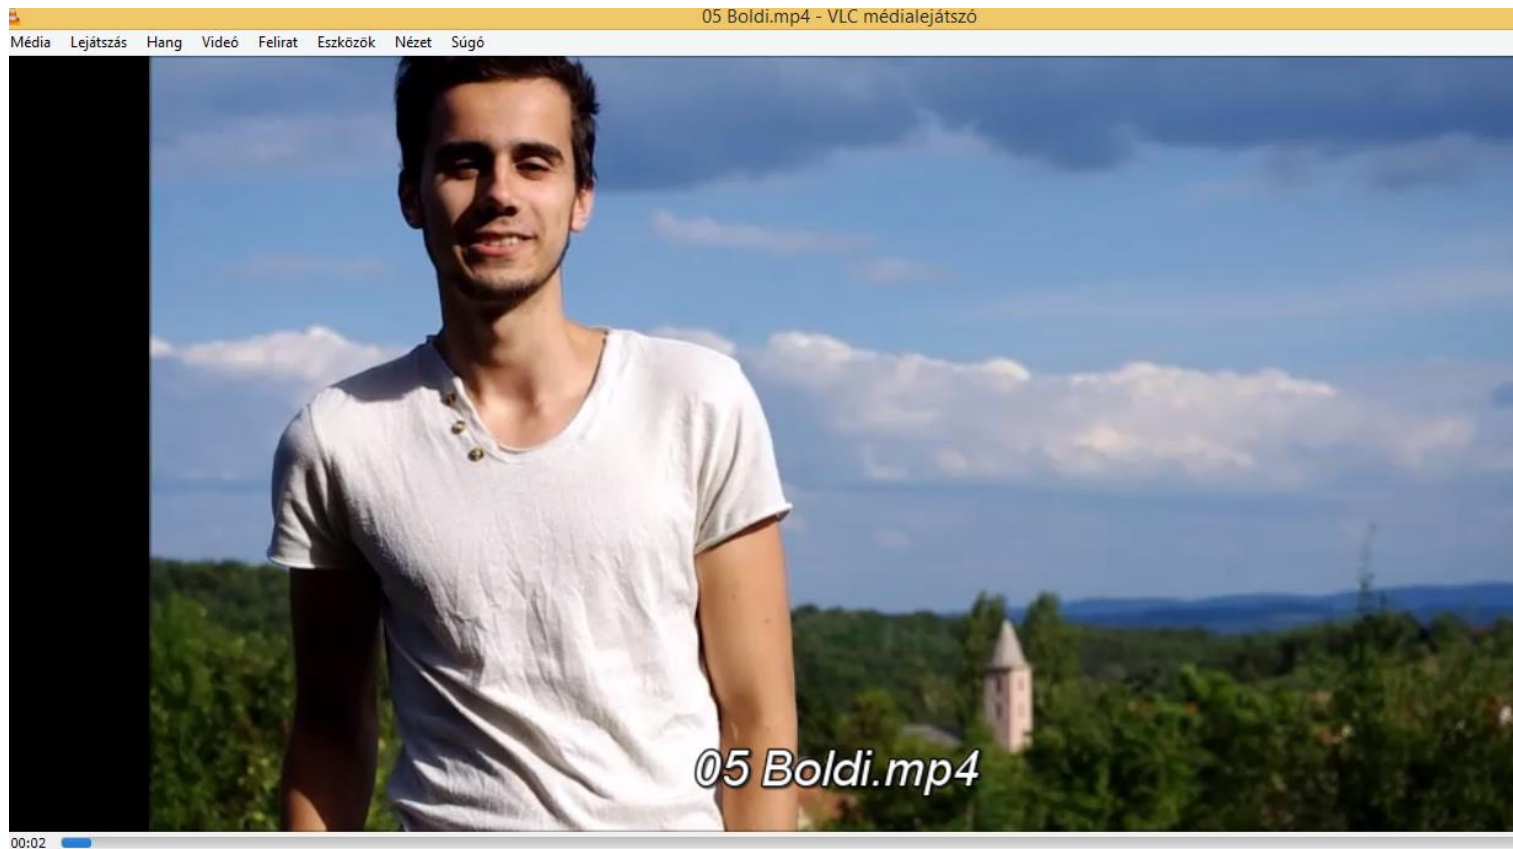 05 Boldi.mp4 - VLC médialejátszó
Média Lejátszás Hang Videó Felirat Eszközök Nézet Súgó
05 Boldi.mp4
00:02